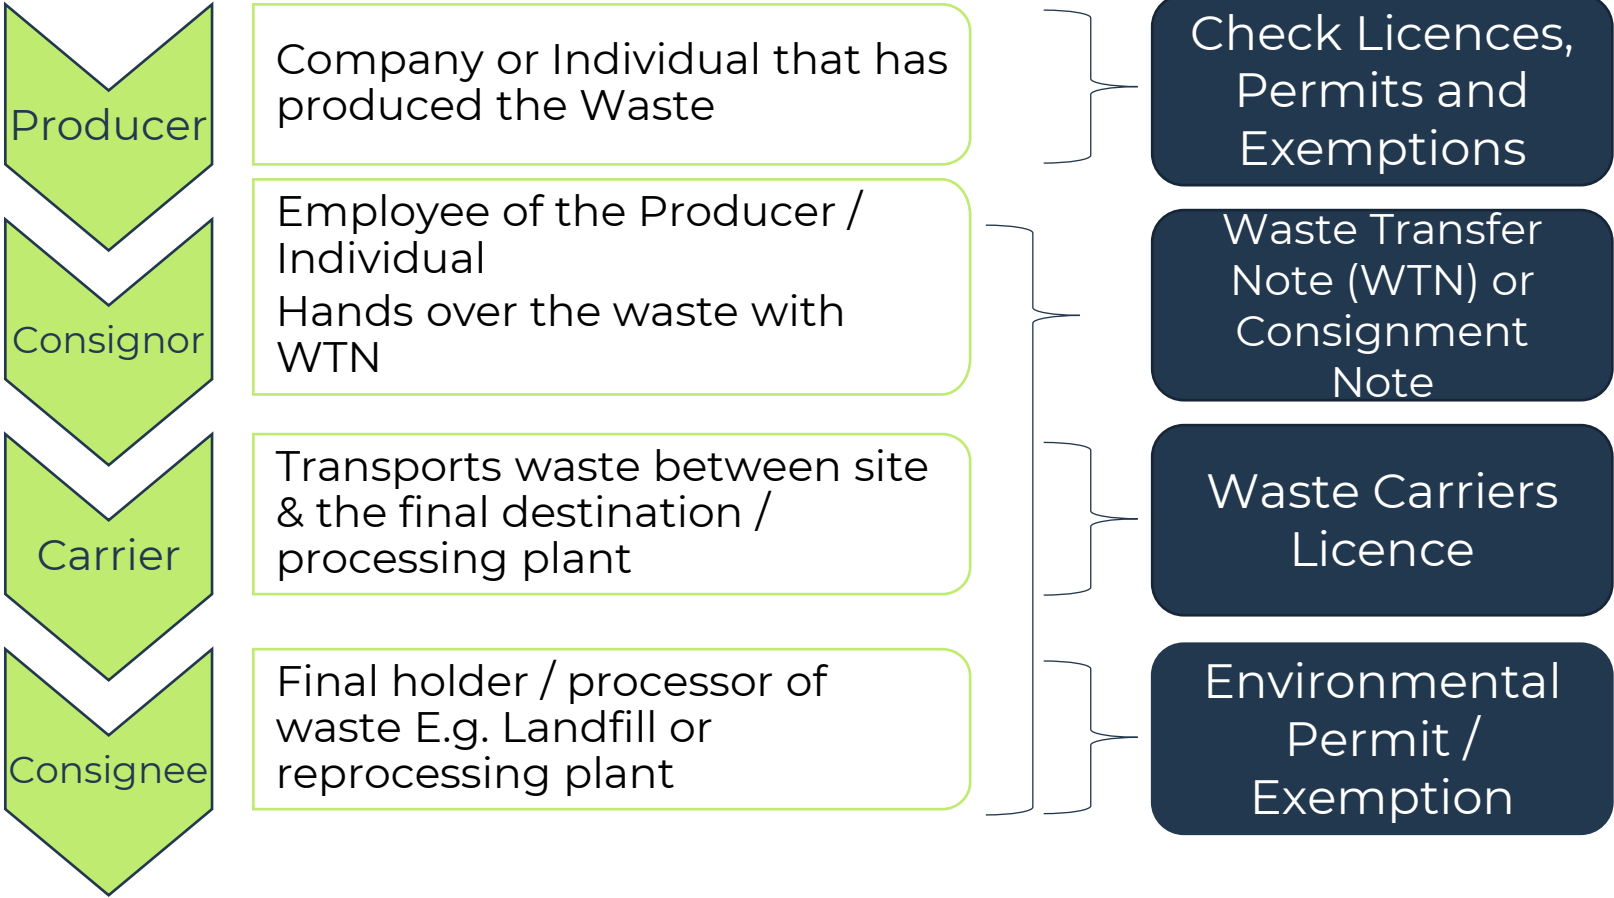 Producer
Company or Individual that has
produced the Waste
Check Licences,
Permits and
Exemptions
Consignor
Employee of the Producer /
Individual
Hands over the waste with
WTN
Waste Transfer
Note (WTN) or
Consignment
Note
Carrier
Transports waste between site
& the final destination /
processing plant
Waste Carriers
Licence
Consignee
Final holder / processor of
waste E.g. Landfill or
reprocessing plant
Environmental
Permit /
Exemption